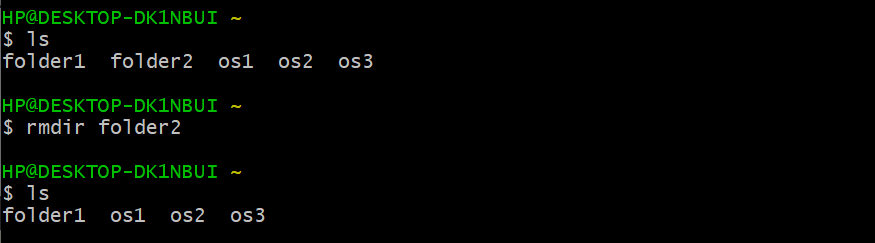 HP@DESKTOP-DK1NBUI ~
$ ls
folder1  folder2  os1  os2  os3
HP@DESKTOP-DK1NBUI ~
$ rmdir folder2
HP@DESKTOP-DK1NBUI ~
$ ls
folder1  os1  os2  os3